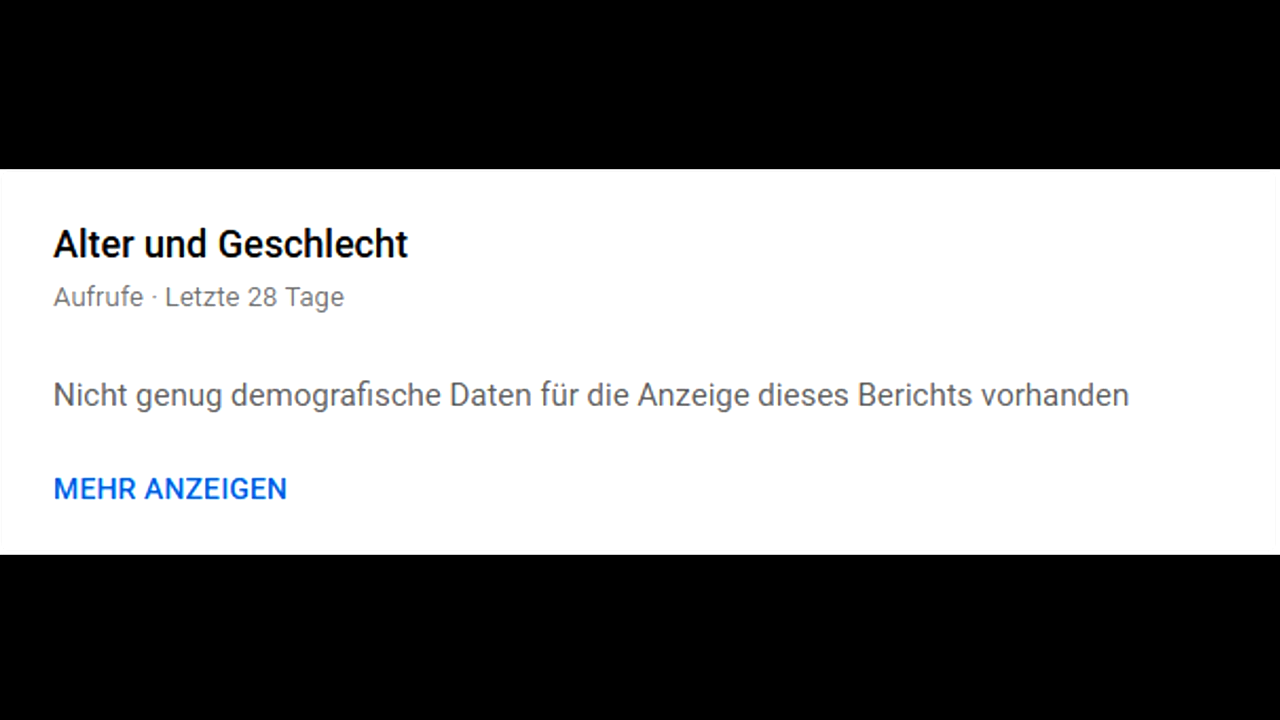 Alter und Geschlecht
Aufrufe · Letzte 28 Tage
Nicht genug demografische Daten für die Anzeige dieses Berichts vorhanden
MEHR ANZEIGEN